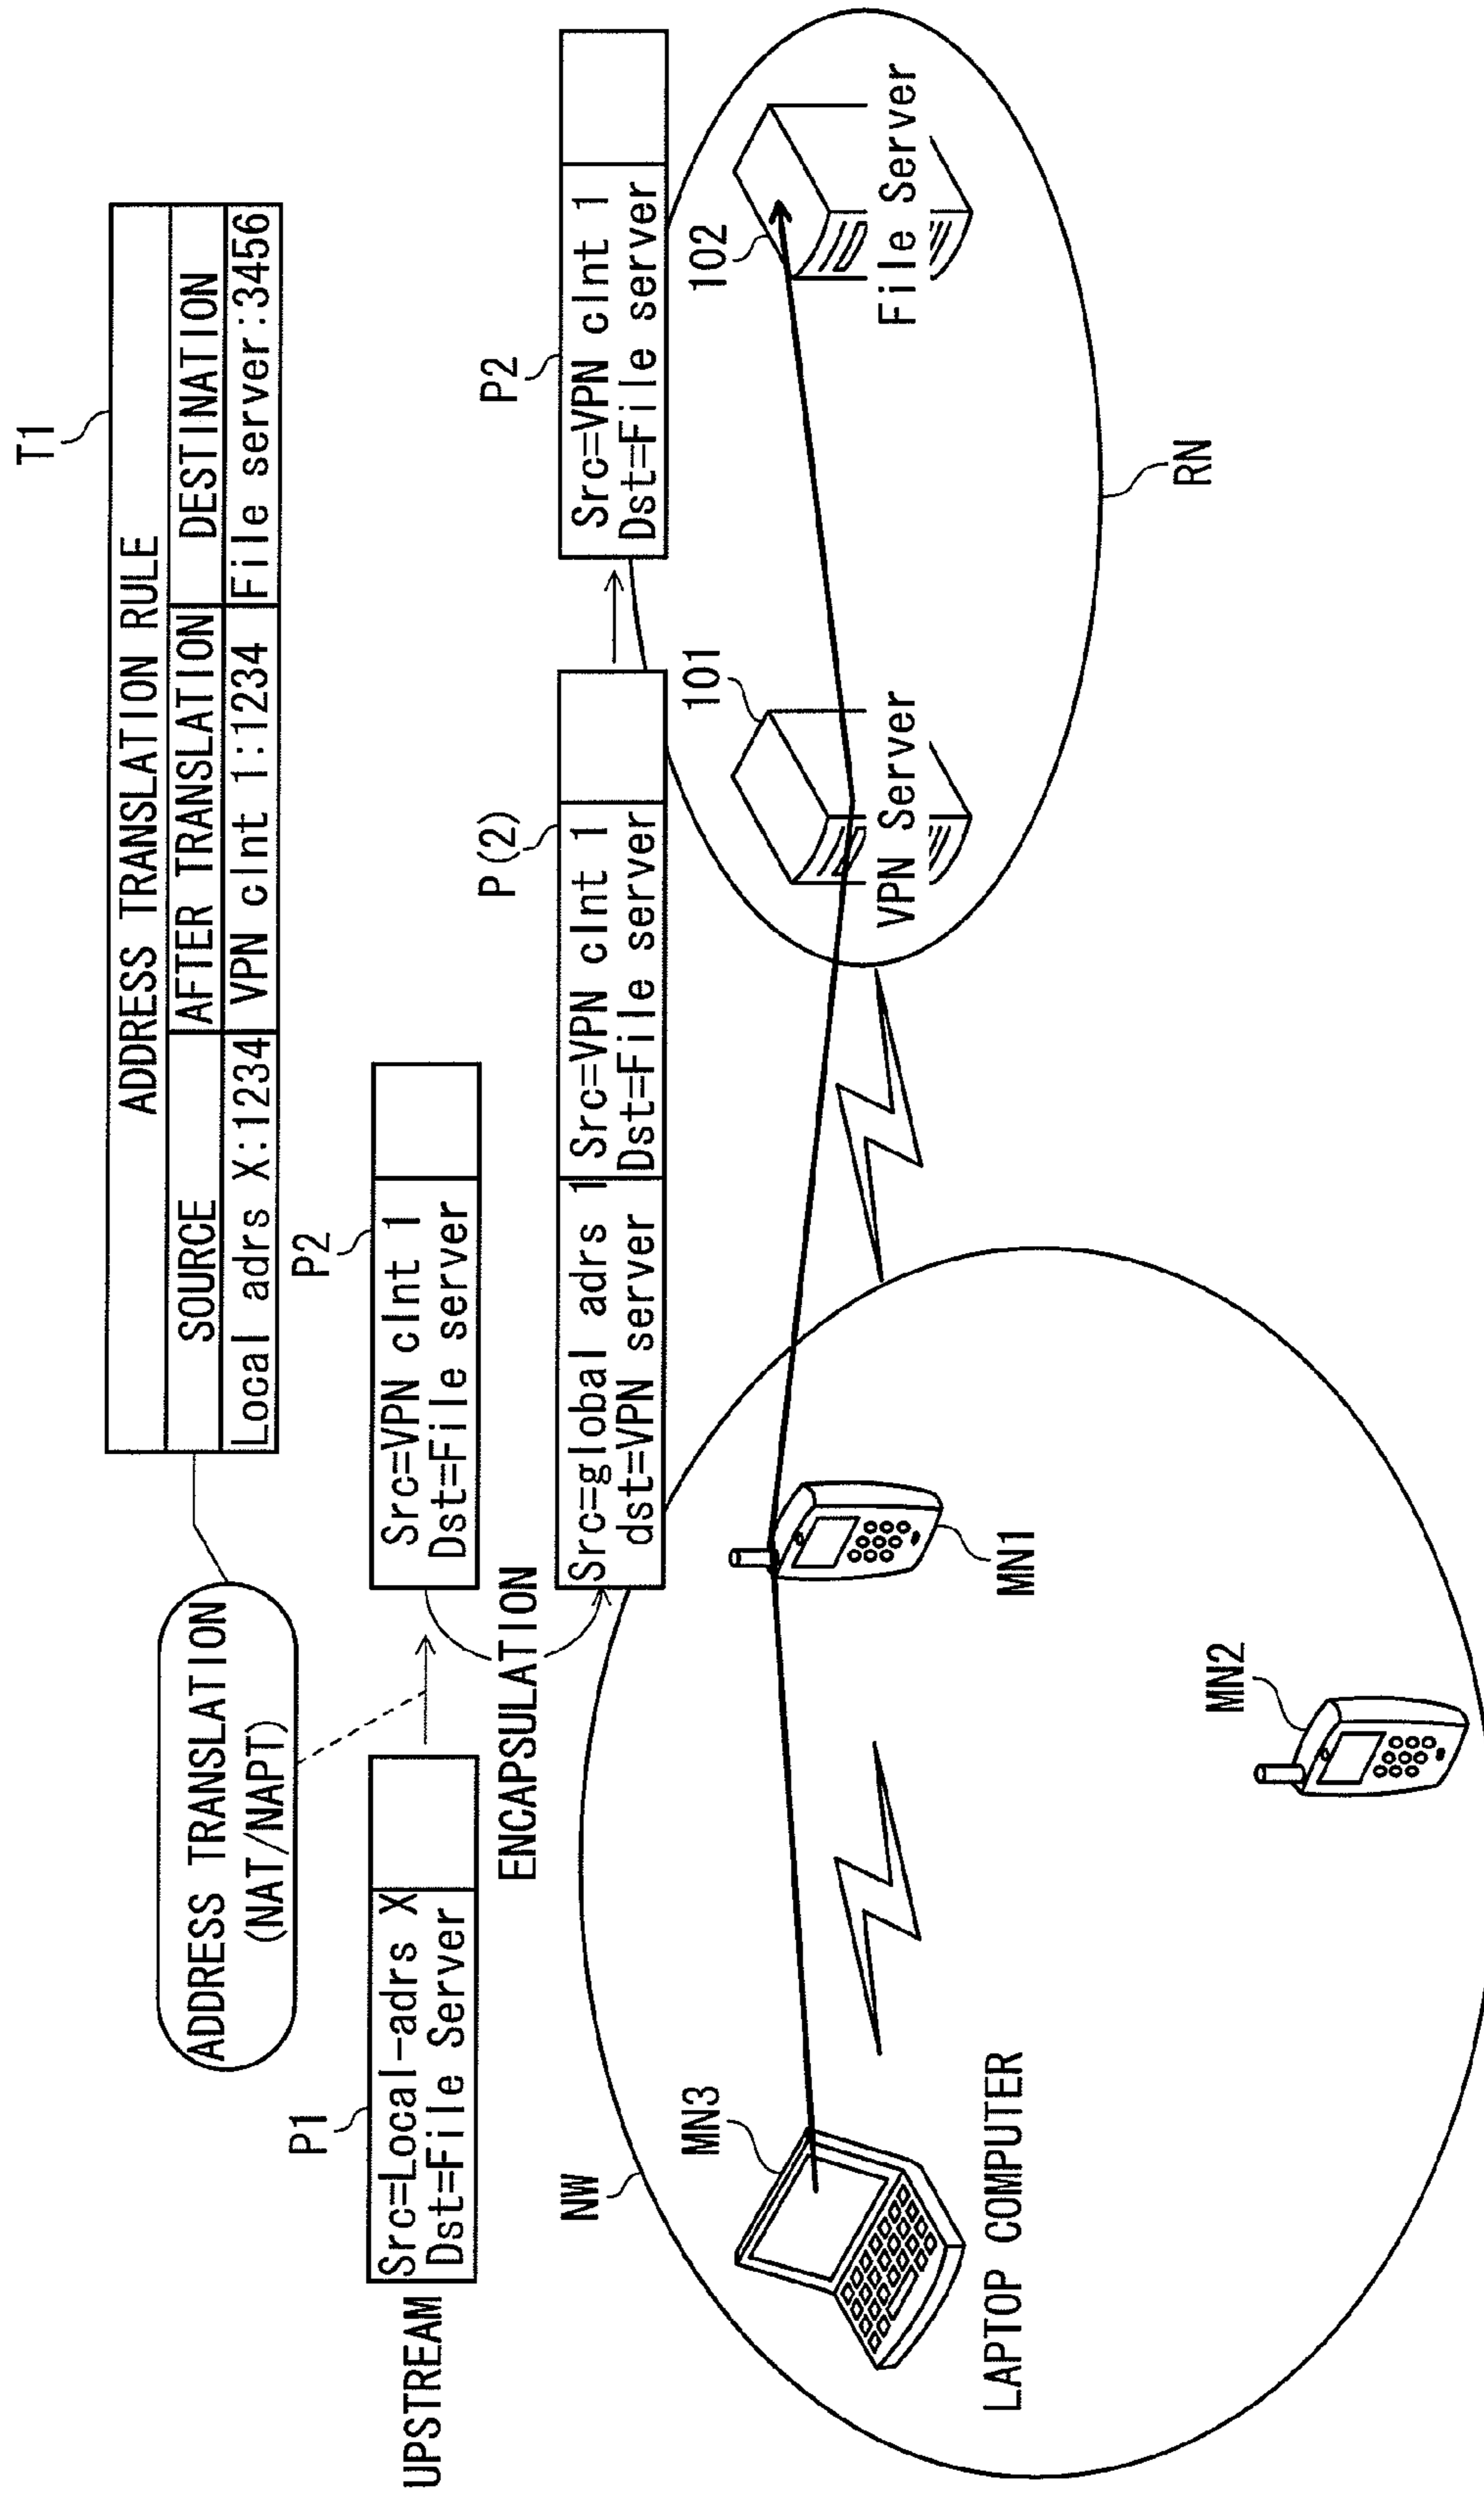 T1
ADDRESS TRANSLATION RULE
SOURCE
AFTER TRANSLATION
DESTINATION
Local adrs X:1234
VPN clnt 1:1234
File server:3456
ADDRESS TRANSLATION
(NAT/NAPT)
UPSTREAM
P1
Src=Local-adrs X
Dst=File Server
P2
Src=VPN clnt 1
Dst=File server
ENCAPSULATION
P(2)
Src=global adrs 1
dst=VPN server
Src=VPN clnt 1
Dst=File server
P2
Src=VPN clnt 1
Dst=File server
NW
MN3
LAPTOP COMPUTER
MN1
MN2
101
VPN Server
102
File Server
RN